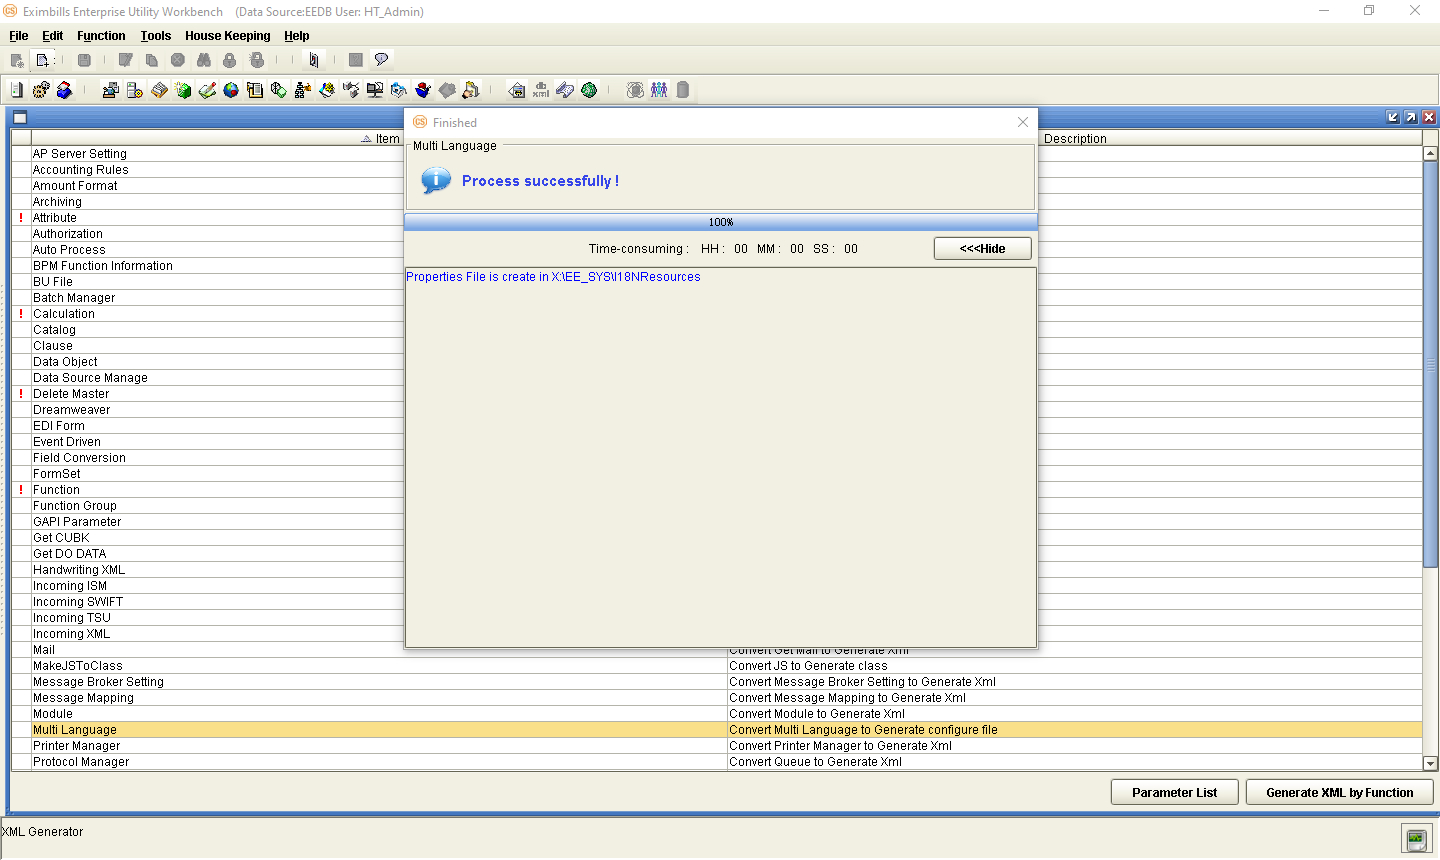 Eximbills Enterprise Utility Workbench    (Data Source:EEDB User: HT_Admin)
File Edit Function Tools House Keeping Help
Finished
Multi Language
Process successfully !
100%
Time-consuming : HH : 00 MM : 00 SS : 00
<<<Hide
Properties File is create in X:\EE_SYS\I18NResources
Item
Description
AP Server Setting
Accounting Rules
Amount Format
Archiving
! Attribute
Authorization
Auto Process
BPM Function Information
BU File
Batch Manager
! Calculation
Catalog
Clause
Data Object
Data Source Manage
! Delete Master
Dreamweaver
EDI Form
Event Driven
Field Conversion
FormSet
! Function
Function Group
GAPI Parameter
Get CUBK
Get DO DATA
Handwriting XML
Incoming ISM
Incoming SWIFT
Incoming TSU
Incoming XML
Mail Convert Get Mail to Generate Xml
MakeJSToClass Convert JS to Generate class
Message Broker Setting Convert Message Broker Setting to Generate Xml
Message Mapping Convert Message Mapping to Generate Xml
Module Convert Module to Generate Xml
Multi Language Convert Multi Language to Generate configure file
Printer Manager Convert Printer Manager to Generate Xml
Protocol Manager Convert Queue to Generate Xml
Parameter List Generate XML by Function
XML Generator